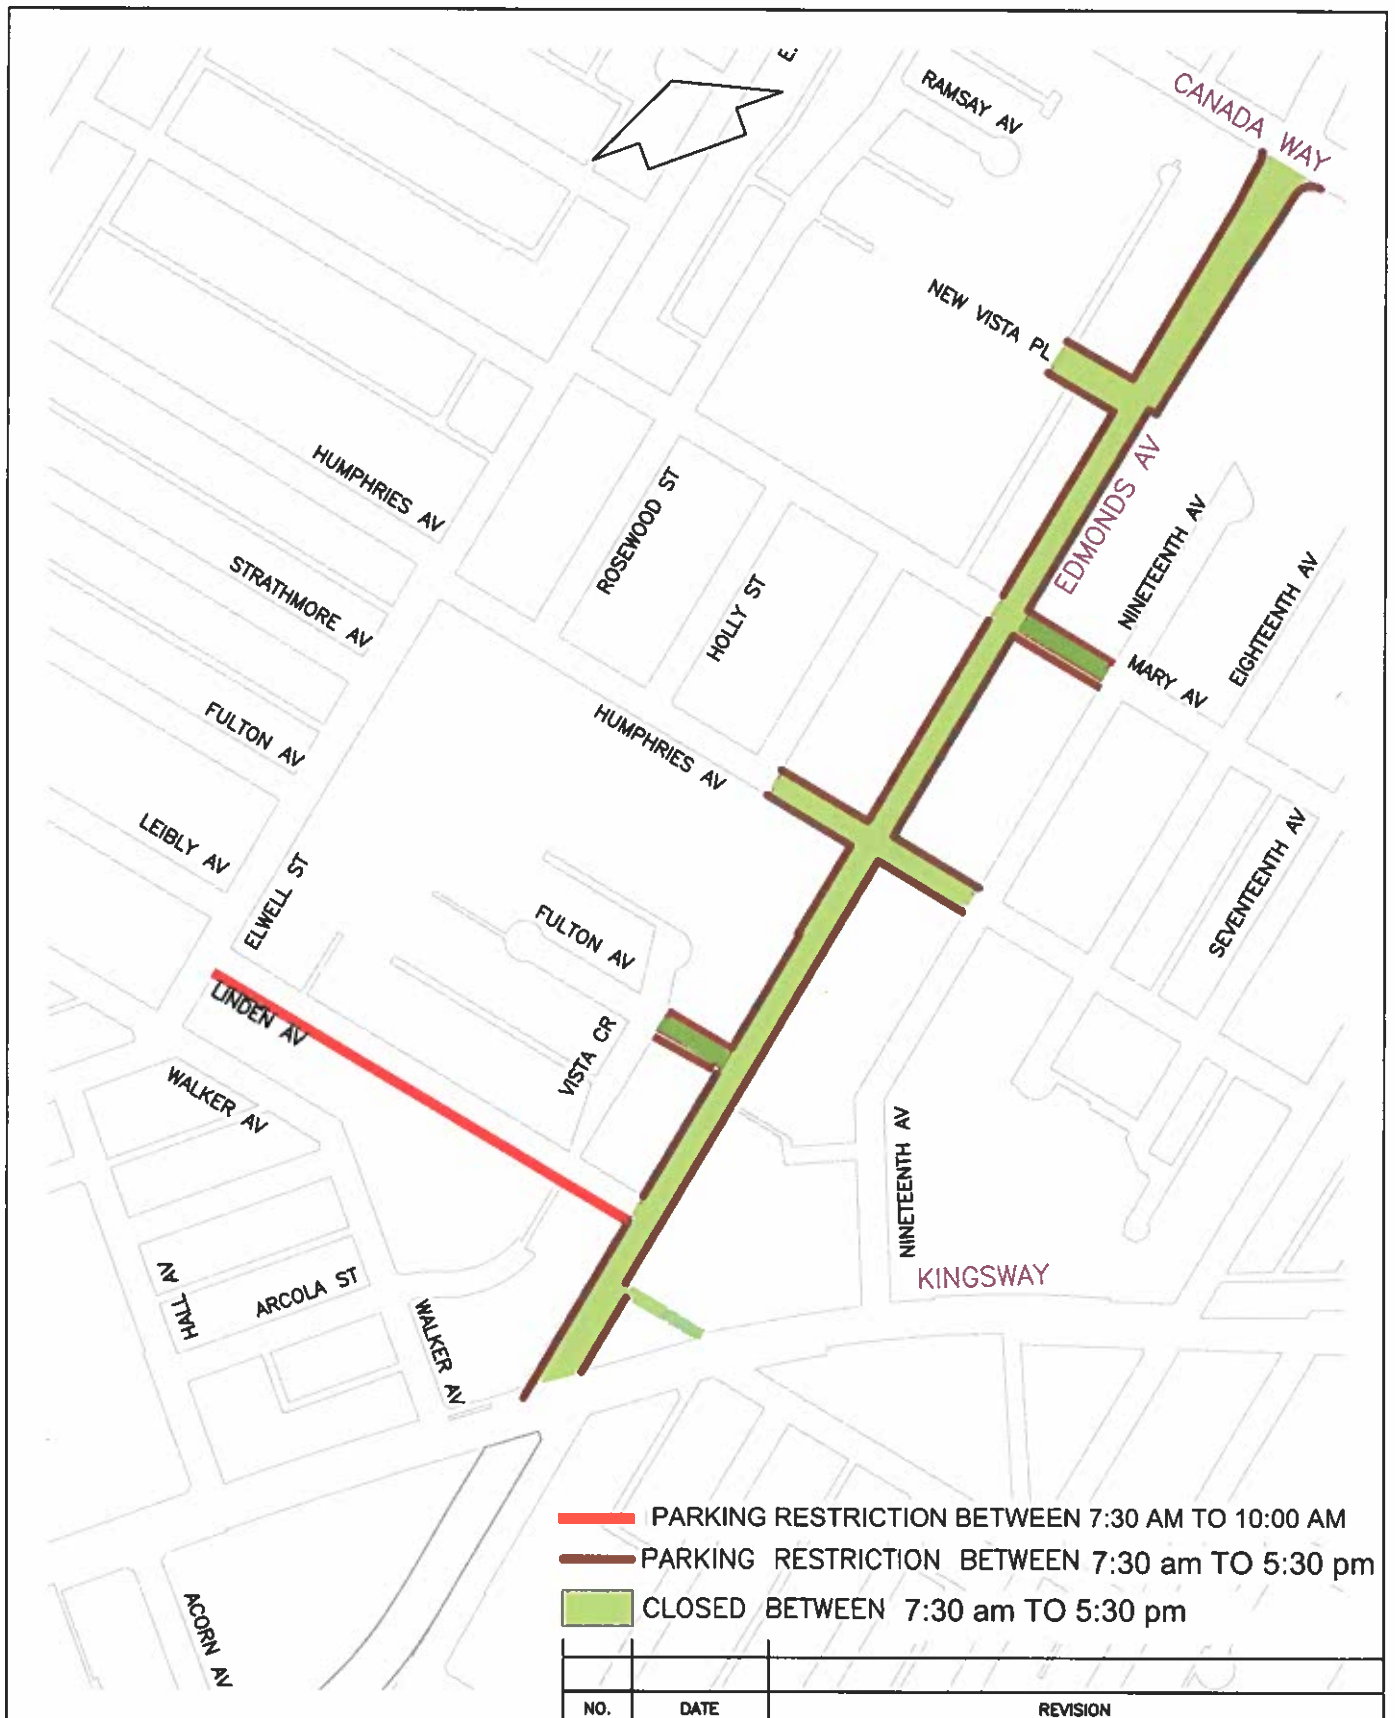 E.
RAMSAY AV
CANADA WAY
NEW VISTA PL
HUMPHRIES AV
ROSEWOOD ST
EDMONDS AV
NINETEENTH AV
STRATHMORE AV
HOLLY ST
EIGHTEENTH AV
MARY AV
FULTON AV
HUMPHRIES AV
LEIBLY AV
SEVENTEENTH AV
ELWELL ST
FULTON AV
LINDEN AV
VISTA CR
WALKER AV
NINETEENTH AV
KINGSWAY
HALL AV
ARCOLA ST
WALKER AV
ACORN AV
PARKING RESTRICTION BETWEEN 7:30 AM TO 10:00 AM
PARKING RESTRICTION BETWEEN 7:30 am TO 5:30 pm
CLOSED BETWEEN 7:30 am TO 5:30 pm
NO. DATE REVISION